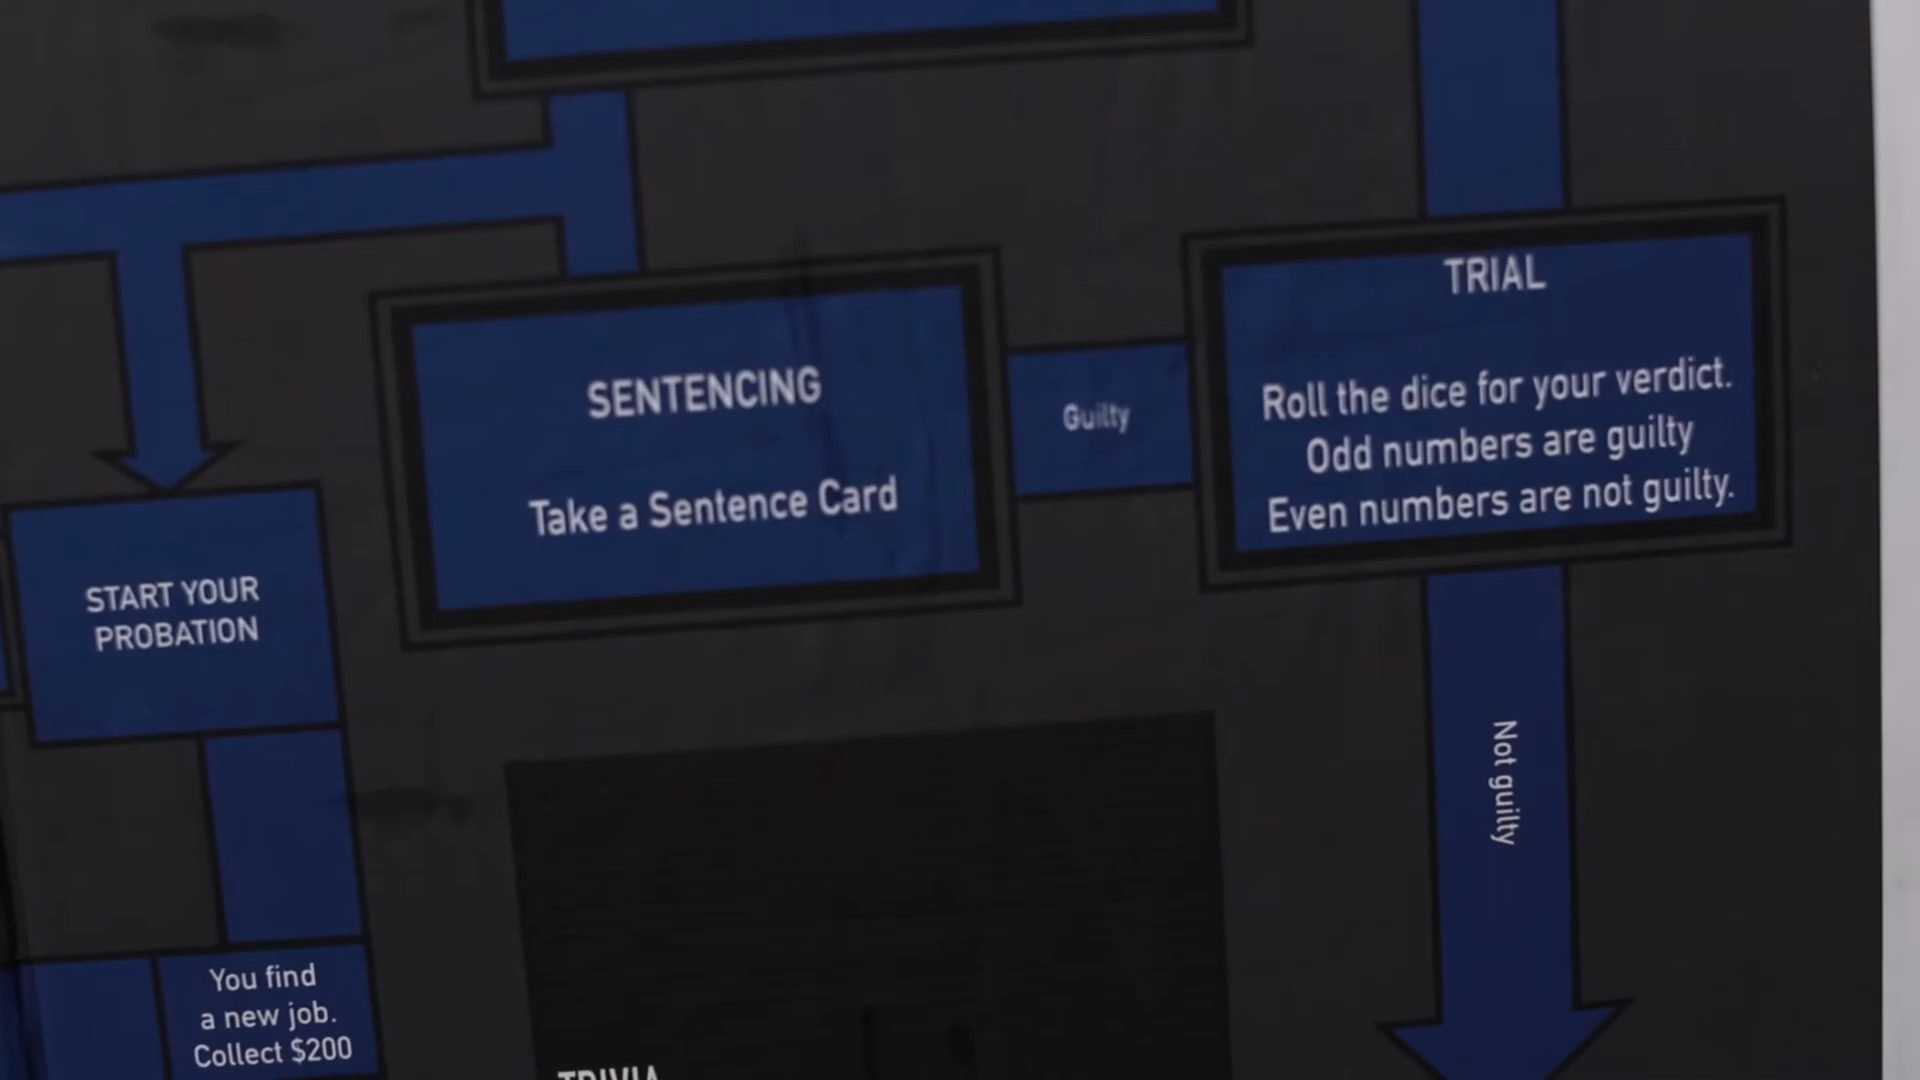 TRIAL
Roll the dice for your verdict.
Odd numbers are guilty
Even numbers are not guilty.
SENTENCING
Take a Sentence Card
Guilty
START YOUR
PROBATION
Not guilty
You find
a new job.
Collect $200
TRIVIA